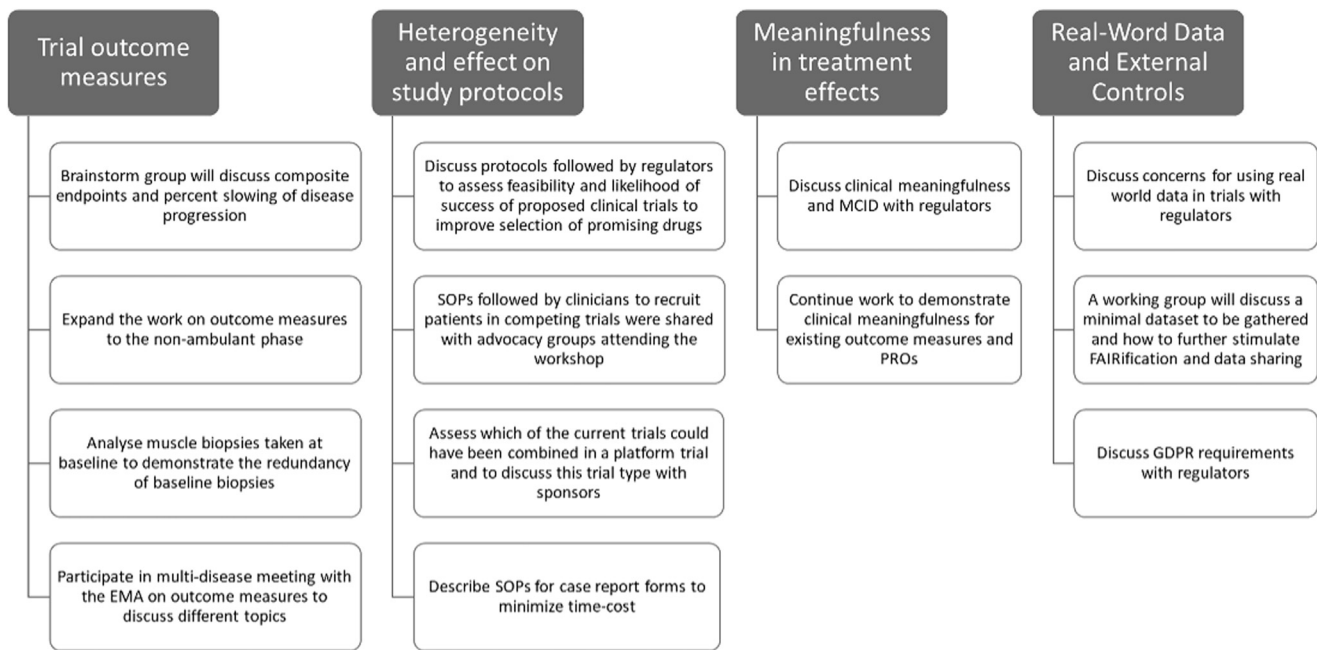 Trial outcome
measures
Brainstorm group will discuss composite
endpoints and percent slowing of disease
progression
Expand the work on outcome measures
to the non-ambulant phase
Analyse muscle biopsies taken at
baseline to demonstrate the redundancy
of baseline biopsies
Participate in multi-disease meeting with
the EMA on outcome measures to
discuss different topics
Heterogeneity
and effect on
study protocols
Discuss protocols followed by regulators
to assess feasibility and likelihood of
success of proposed clinical trials to
improve selection of promising drugs
SOPs followed by clinicians to recruit
patients in competing trials were shared
with advocacy groups attending the
workshop
Assess which of the current trials could
have been combined in a platform trial
and to discuss this trial type with
sponsors
Describe SOPs for case report forms to
minimize time-cost
Meaningfulness
in treatment
effects
Discuss clinical meaningfulness
and MCID with regulators
Continue work to demonstrate
clinical meaningfulness for
existing outcome measures and
PROs
Real-Word Data
and External
Controls
Discuss concerns for using real
world data in trials with
regulators
A working group will discuss a
minimal dataset to be gathered
and how to further stimulate
FAIRification and data sharing
Discuss GDPR requirements
with regulators